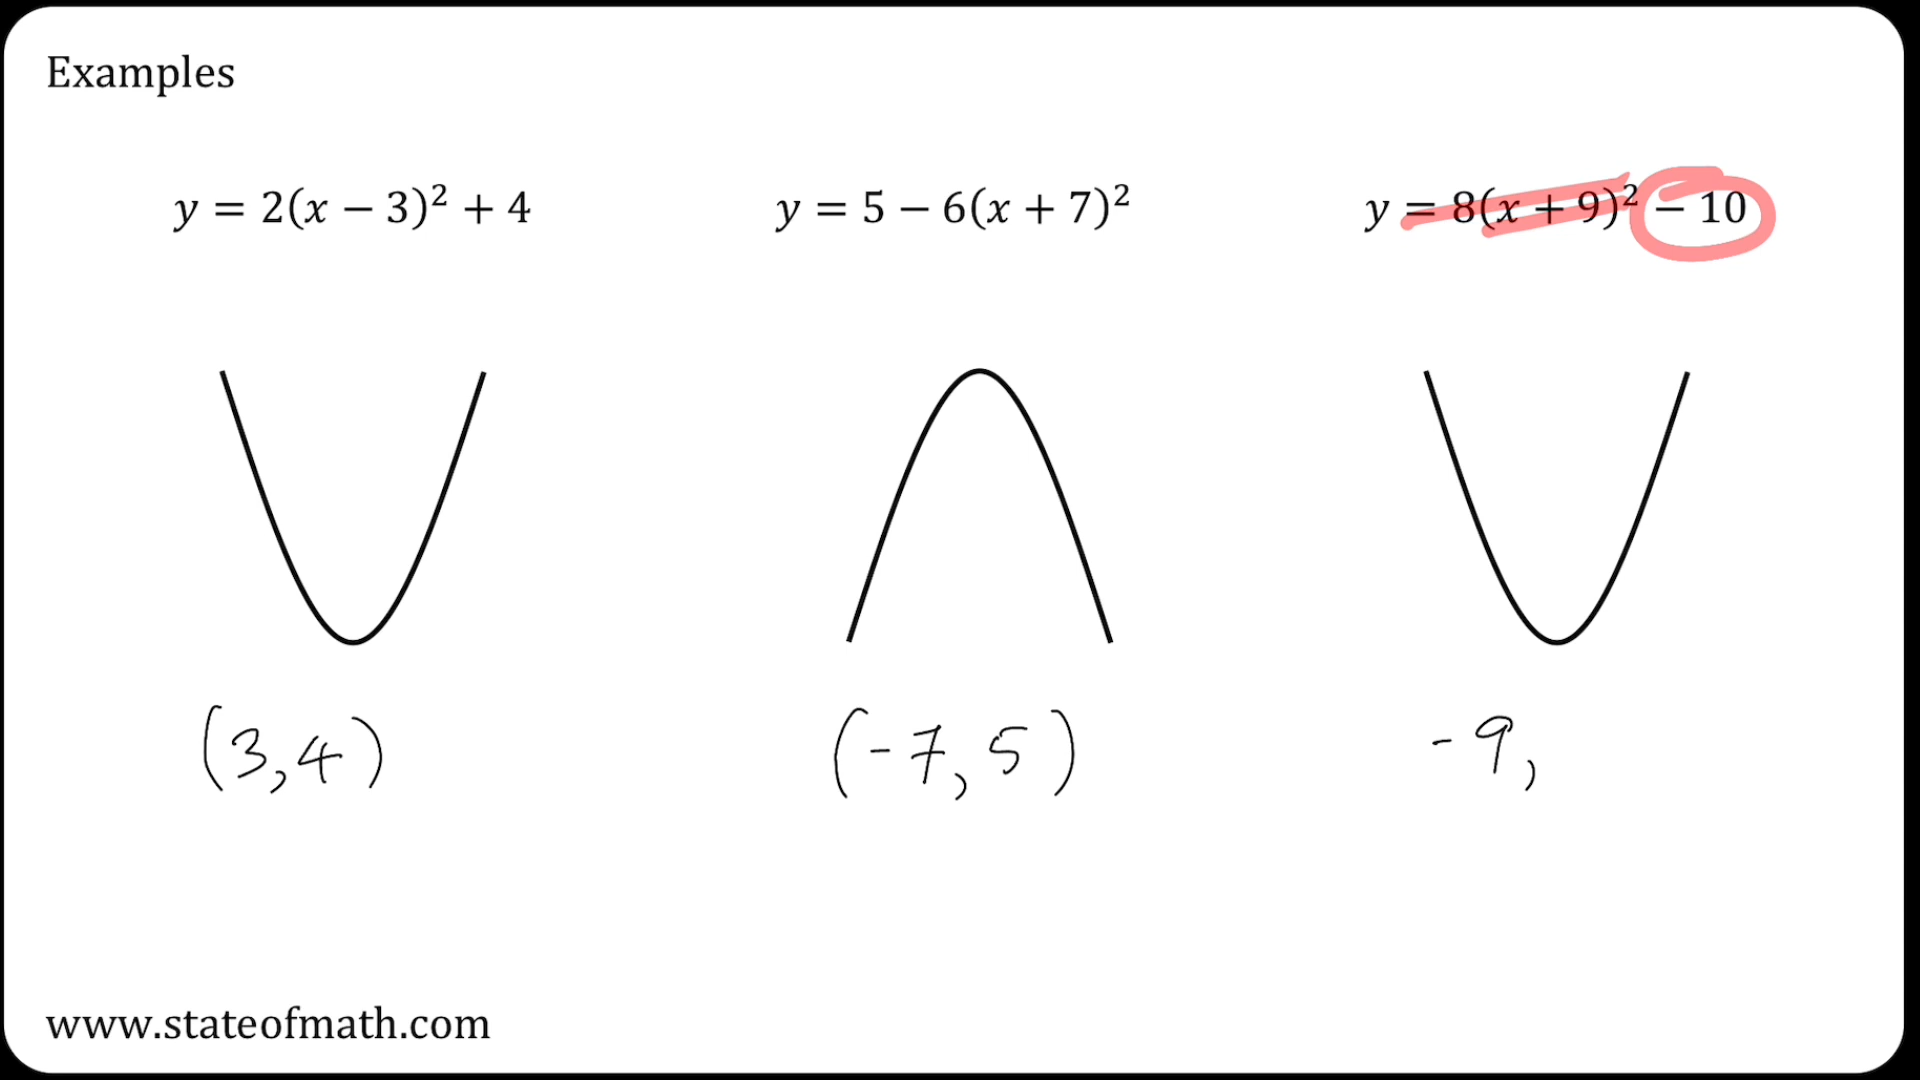 Examples
y = 2(x − 3)² + 4
y = 5 − 6(x + 7)²
y = 8(x + 9)² − 10
(3,4)
(-7,5)
-9,
www.stateofmath.com